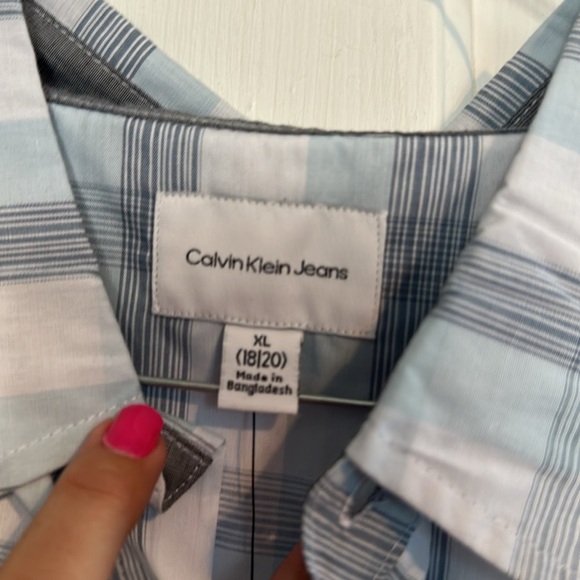 Calvin Klein Jeans
XL
(18|20)
Made in
Bangladesh